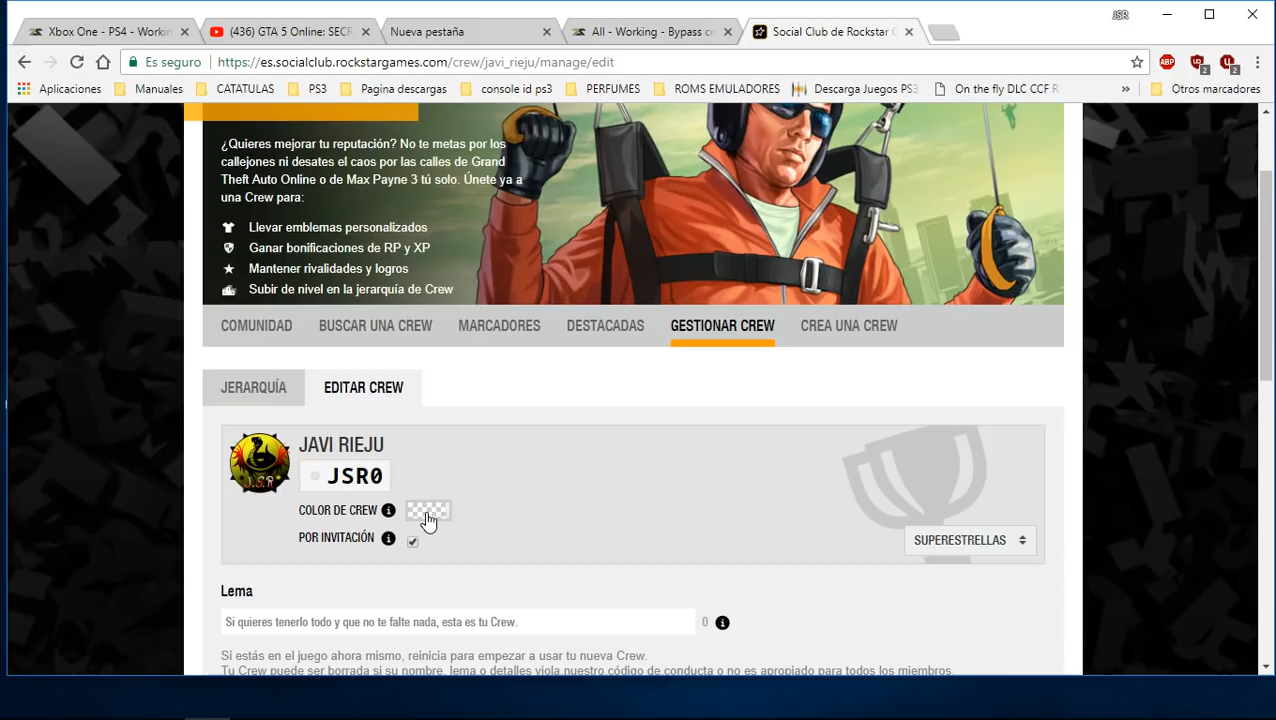 JSR
Xbox One - PS4 - Workin
(436) GTA 5 Online: SECR
Nueva pestaña
All - Working - Bypass cr
Social Club de Rockstar G
Es seguro
https://es.socialclub.rockstargames.com/crew/javi_rieju/manage/edit
ABP
2
2
Aplicaciones
Manuales
CATATULAS
PS3
Pagina descargas
console id ps3
PERFUMES
ROMS EMULADORES
Descarga Juegos PS3
On the fly DLC CCF R
»
Otros marcadores
¿Quieres mejorar tu reputación? No te metas por los
callejones ni desates el caos por las calles de Grand
Theft Auto Online o de Max Payne 3 tú solo. Únete ya a
una Crew para:
Llevar emblemas personalizados
Ganar bonificaciones de RP y XP
Mantener rivalidades y logros
Subir de nivel en la jerarquía de Crew
COMUNIDAD
BUSCAR UNA CREW
MARCADORES
DESTACADAS
GESTIONAR CREW
CREA UNA CREW
JERARQUÍA
EDITAR CREW
JAVI RIEJU
J.S.R
JSR0
COLOR DE CREW
POR INVITACIÓN
SUPERESTRELLAS
Lema
Si quieres tenerlo todo y que no te falte nada, esta es tu Crew.
0
Si estás en el juego ahora mismo, reinicia para empezar a usar tu nueva Crew.
Tu Crew puede ser borrada si su nombre, lema o detalles viola nuestro código de conducta o no es apropiado para todos los miembros.